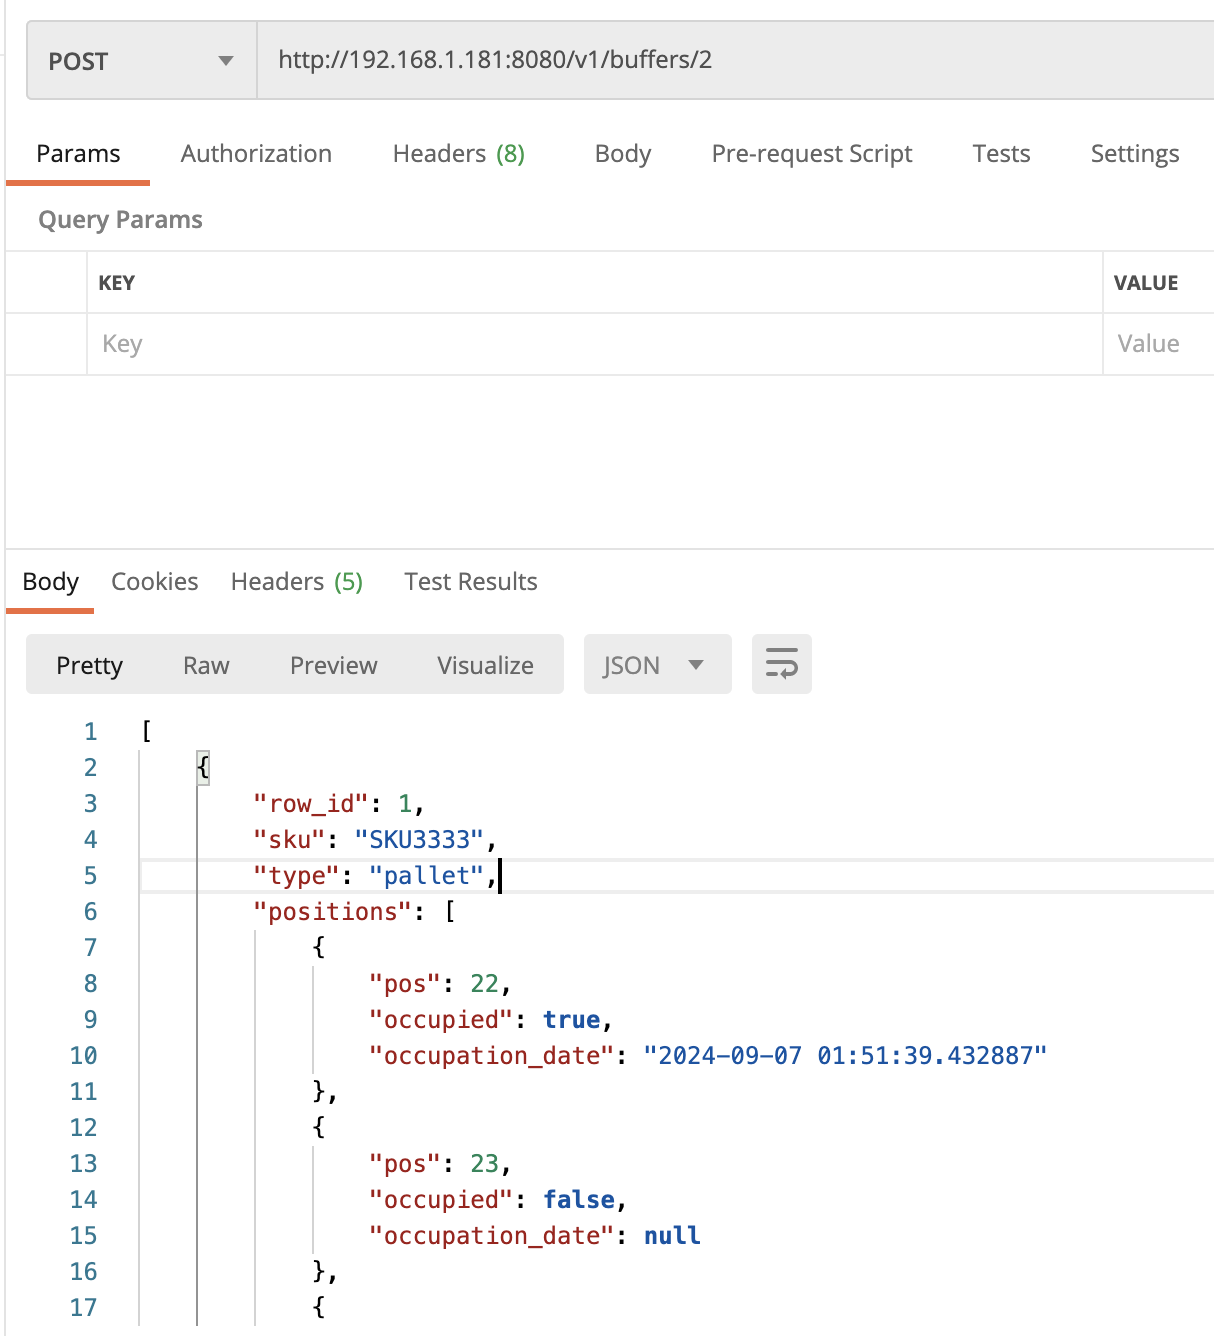 POST http://192.168.1.181:8080/v1/buffers/2
Params Authorization Headers (8) Body Pre-request Script Tests Settings
Query Params
KEY VALUE
Key Value
Body Cookies Headers (5) Test Results
Pretty Raw Preview Visualize JSON
1 [
2 {
3 "row_id": 1,
4 "sku": "SKU3333",
5 "type": "pallet",
6 "positions": [
7 {
8 "pos": 22,
9 "occupied": true,
10 "occupation_date": "2024-09-07 01:51:39.432887"
11 },
12 {
13 "pos": 23,
14 "occupied": false,
15 "occupation_date": null
16 },
17 {